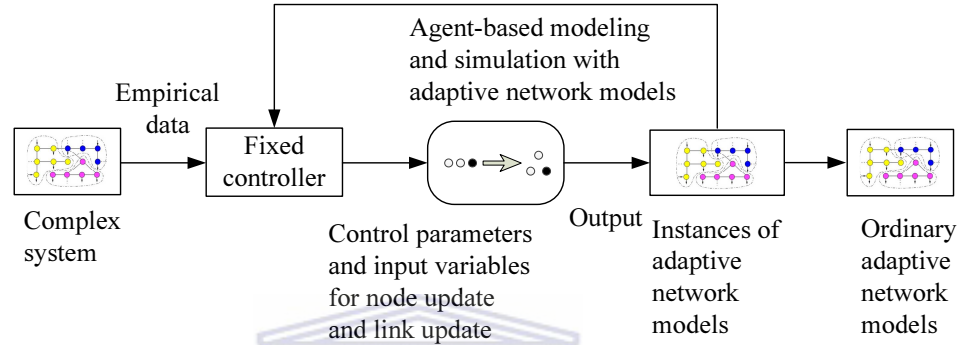 Agent-based modeling
and simulation with
adaptive network models
Empirical
data
Fixed
controller
Complex
system
Control parameters
and input variables
for node update
and link update
Output
Instances of
adaptive
network
models
Ordinary
adaptive
network
models